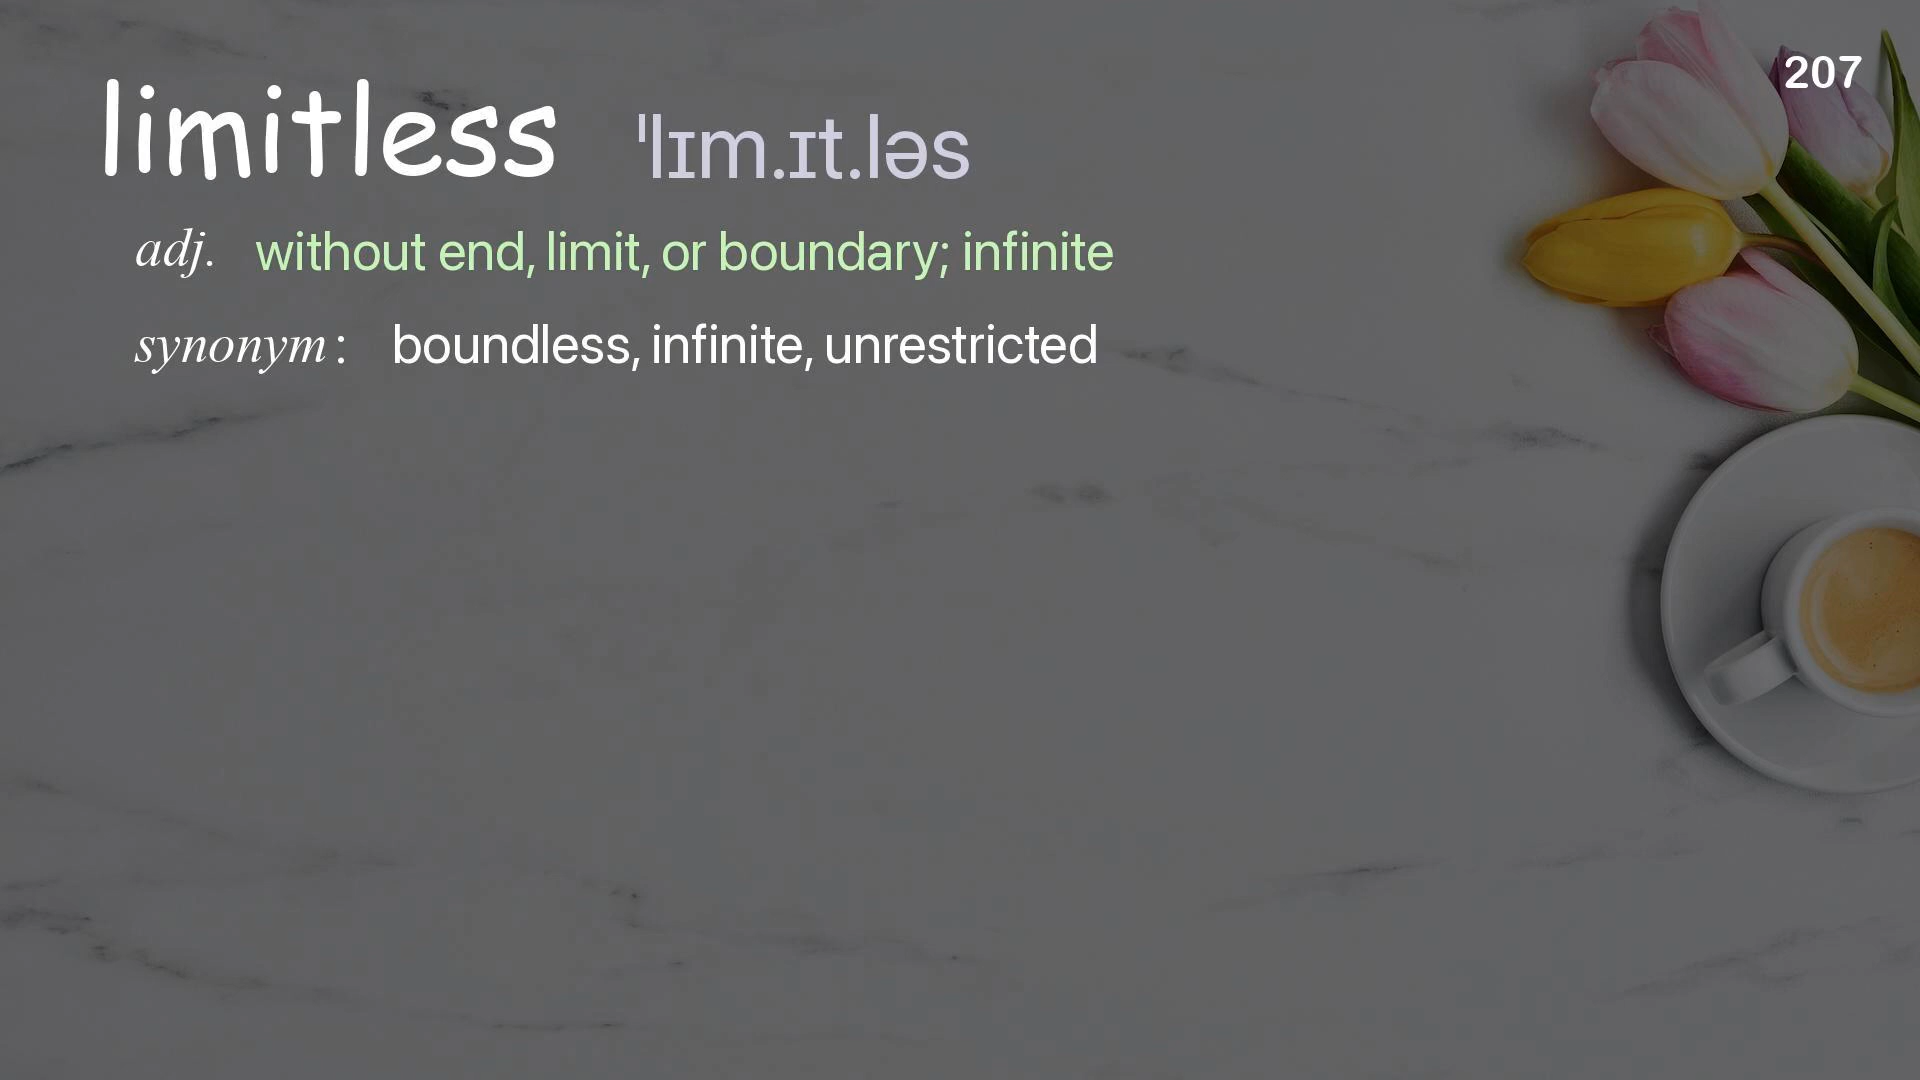 207
limitless ˈlɪm.ɪt.ləs
adj. without end, limit, or boundary; infinite
synonym: boundless, infinite, unrestricted